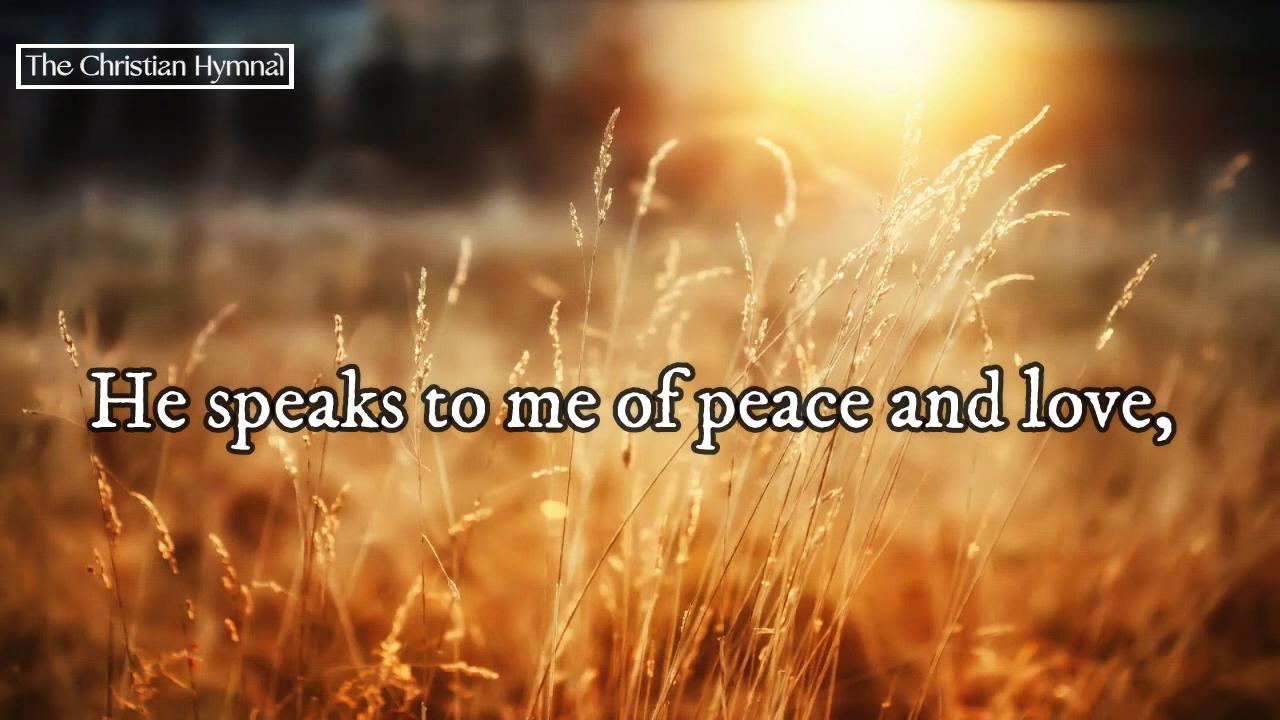 The Christian Hymnal
He speaks to me of peace and love,